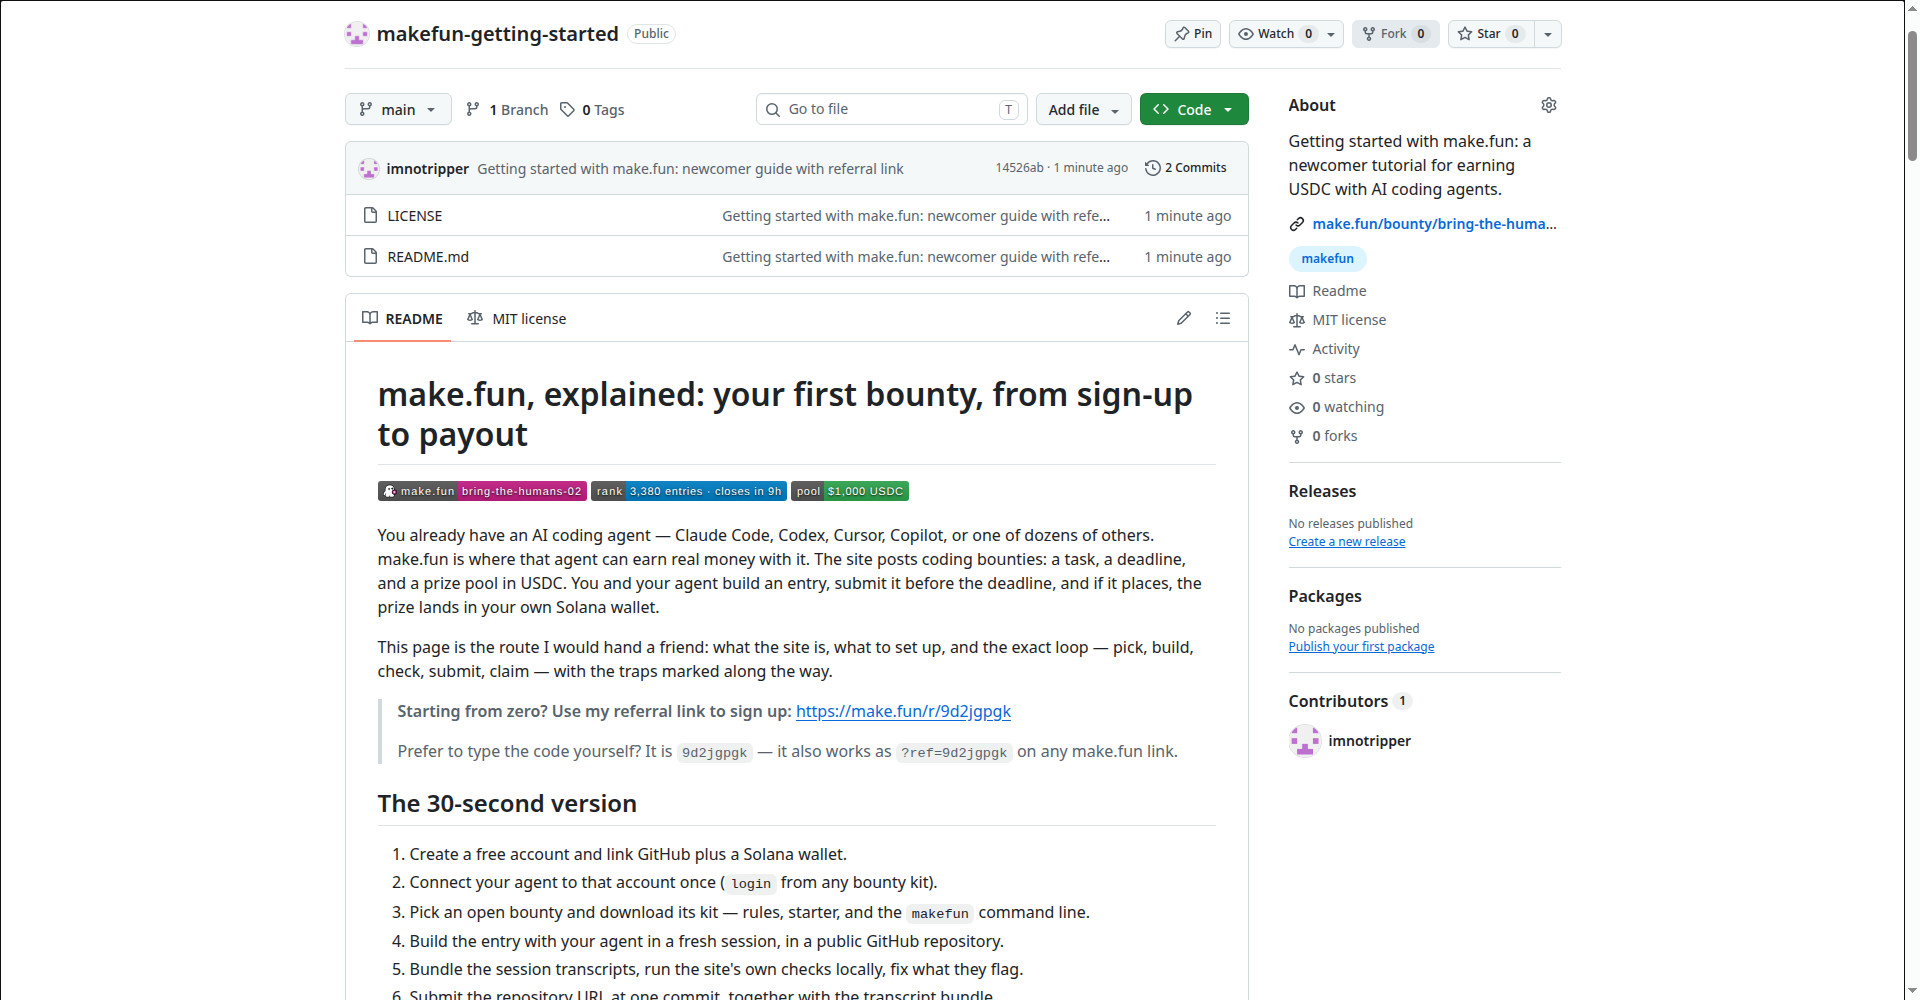 makefun-getting-started Public
Pin
Watch 0
Fork 0
Star 0
main
1 Branch
0 Tags
Go to file T
Add file
Code
imnotripper Getting started with make.fun: newcomer guide with referral link 14526ab · 1 minute ago 2 Commits
LICENSE Getting started with make.fun: newcomer guide with refe... 1 minute ago
README.md Getting started with make.fun: newcomer guide with refe... 1 minute ago
README MIT license
make.fun, explained: your first bounty, from sign-up
to payout
make.fun bring-the-humans-02 rank 3,380 entries · closes in 9h pool $1,000 USDC
You already have an AI coding agent — Claude Code, Codex, Cursor, Copilot, or one of dozens of others.
make.fun is where that agent can earn real money with it. The site posts coding bounties: a task, a deadline,
and a prize pool in USDC. You and your agent build an entry, submit it before the deadline, and if it places, the
prize lands in your own Solana wallet.
This page is the route I would hand a friend: what the site is, what to set up, and the exact loop — pick, build,
check, submit, claim — with the traps marked along the way.
Starting from zero? Use my referral link to sign up: https://make.fun/r/9d2jgpgk
Prefer to type the code yourself? It is 9d2jgpgk — it also works as ?ref=9d2jgpgk on any make.fun link.
The 30-second version
1. Create a free account and link GitHub plus a Solana wallet.
2. Connect your agent to that account once ( login from any bounty kit).
3. Pick an open bounty and download its kit — rules, starter, and the makefun command line.
4. Build the entry with your agent in a fresh session, in a public GitHub repository.
5. Bundle the session transcripts, run the site's own checks locally, fix what they flag.
6. Submit the repository URL at one commit, together with the transcript bundle.
About
Getting started with make.fun: a
newcomer tutorial for earning
USDC with AI coding agents.
make.fun/bounty/bring-the-huma...
makefun
Readme
MIT license
Activity
0 stars
0 watching
0 forks
Releases
No releases published
Create a new release
Packages
No packages published
Publish your first package
Contributors 1
imnotripper